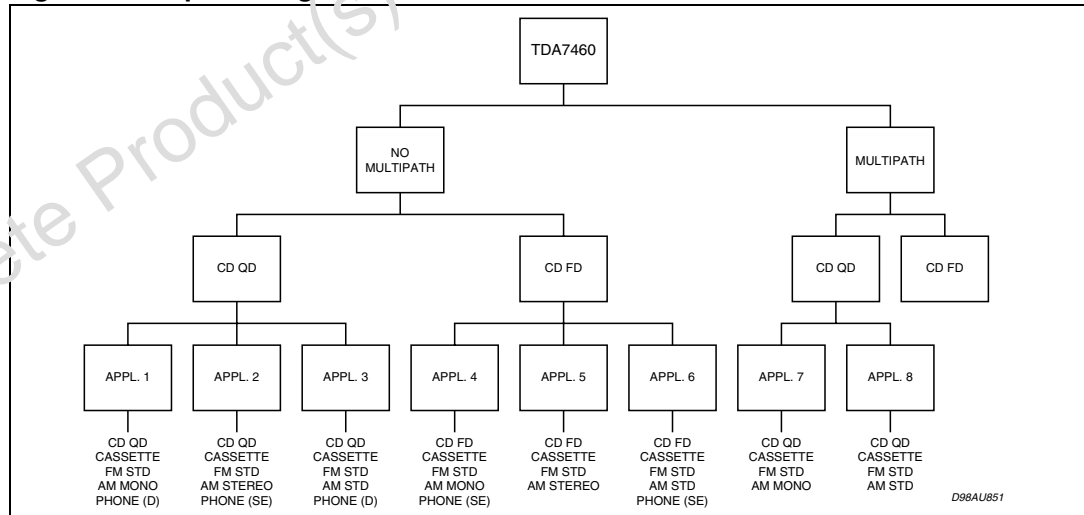 TDA7460
NO
MULTIPATH
MULTIPATH
CD QD
CD FD
CD QD
CD FD
APPL. 1
APPL. 2
APPL. 3
APPL. 4
APPL. 5
APPL. 6
APPL. 7
APPL. 8
CD QD
CASSETTE
FM STD
AM MONO
PHONE (D)
CD QD
CASSETTE
FM STD
AM STEREO
PHONE (SE)
CD QD
CASSETTE
FM STD
AM STD
PHONE (D)
CD FD
CASSETTE
FM STD
AM MONO
PHONE (SE)
CD FD
CASSETTE
FM STD
AM STEREO
CD FD
CASSETTE
FM STD
AM STD
PHONE (SE)
CD QD
CASSETTE
FM STD
AM MONO
CD QD
CASSETTE
FM STD
AM STD
D98AU851
ete Product(s)